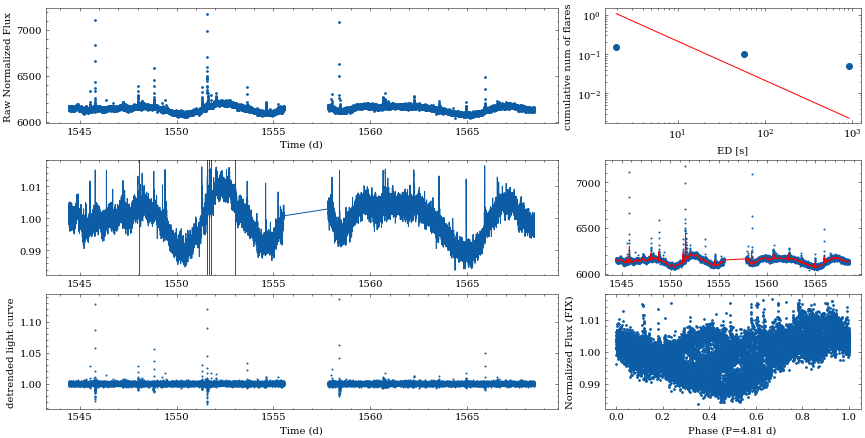 Raw Normalized Flux
7000
6500
6000
1545 1550 1555 1560 1565
Time (d)
cumulative num of flares
10⁰
10⁻¹
10⁻²
10¹ 10² 10³
ED [s]
1.01
1.00
0.99
1545 1550 1555 1560 1565
7000
6500
6000
1545 1550 1555 1560 1565
detrended light curve
1.10
1.05
1.00
1545 1550 1555 1560 1565
Time (d)
Normalized Flux (FIX)
1.01
1.00
0.99
0.0 0.2 0.4 0.6 0.8 1.0
Phase (P=4.81 d)